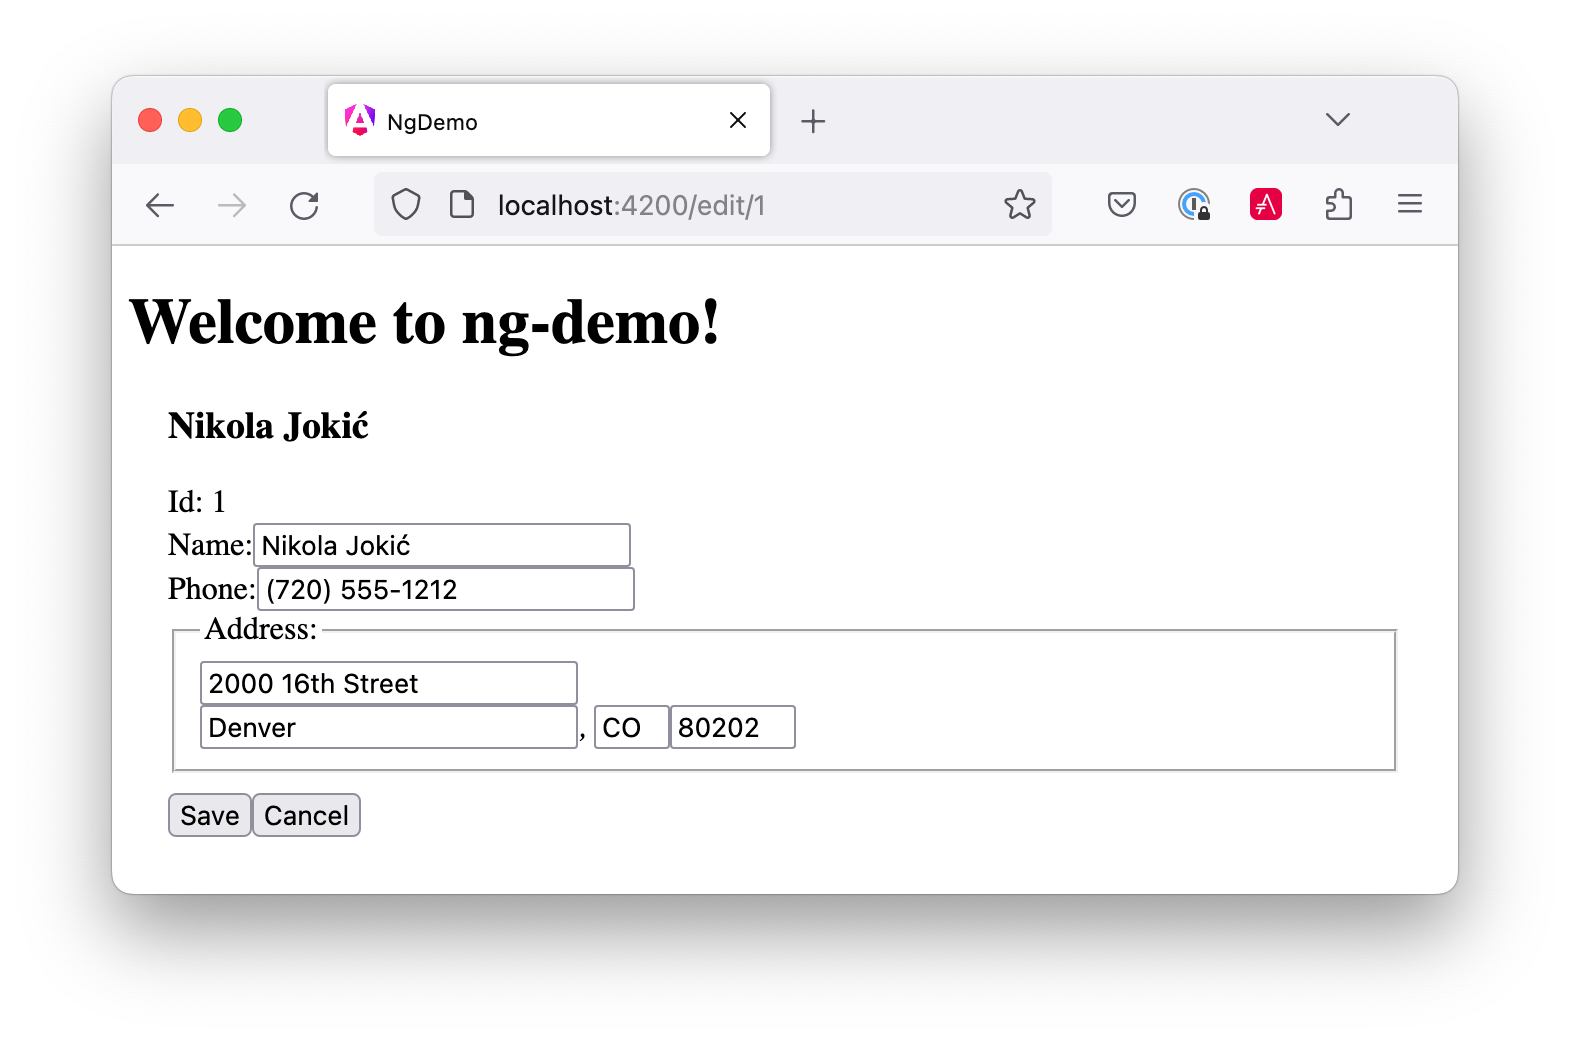 NgDemo
localhost:4200/edit/1
Welcome to ng-demo!
Nikola Jokić
Id: 1
Name: Nikola Jokić
Phone: (720) 555-1212
Address:
2000 16th Street
Denver, CO 80202
Save Cancel